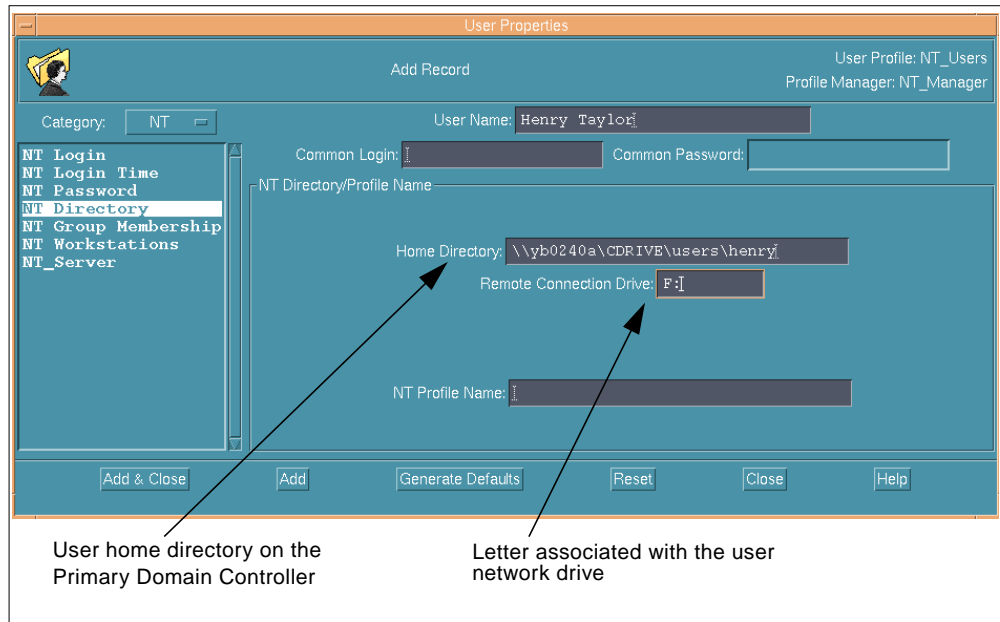 User Properties
Add Record
User Profile: NT_Users
Profile Manager: NT_Manager
Category: NT
User Name: Henry Taylor
Common Login:
Common Password:
NT Login
NT Login Time
NT Password
NT Directory
NT Group Membership
NT Workstations
NT_Server
NT Directory/Profile Name
Home Directory: \\yb0240a\CDRIVE\users\henry
Remote Connection Drive: F:
NT Profile Name:
Add & Close
Add
Generate Defaults
Reset
Close
Help
User home directory on the
Primary Domain Controller
Letter associated with the user
network drive